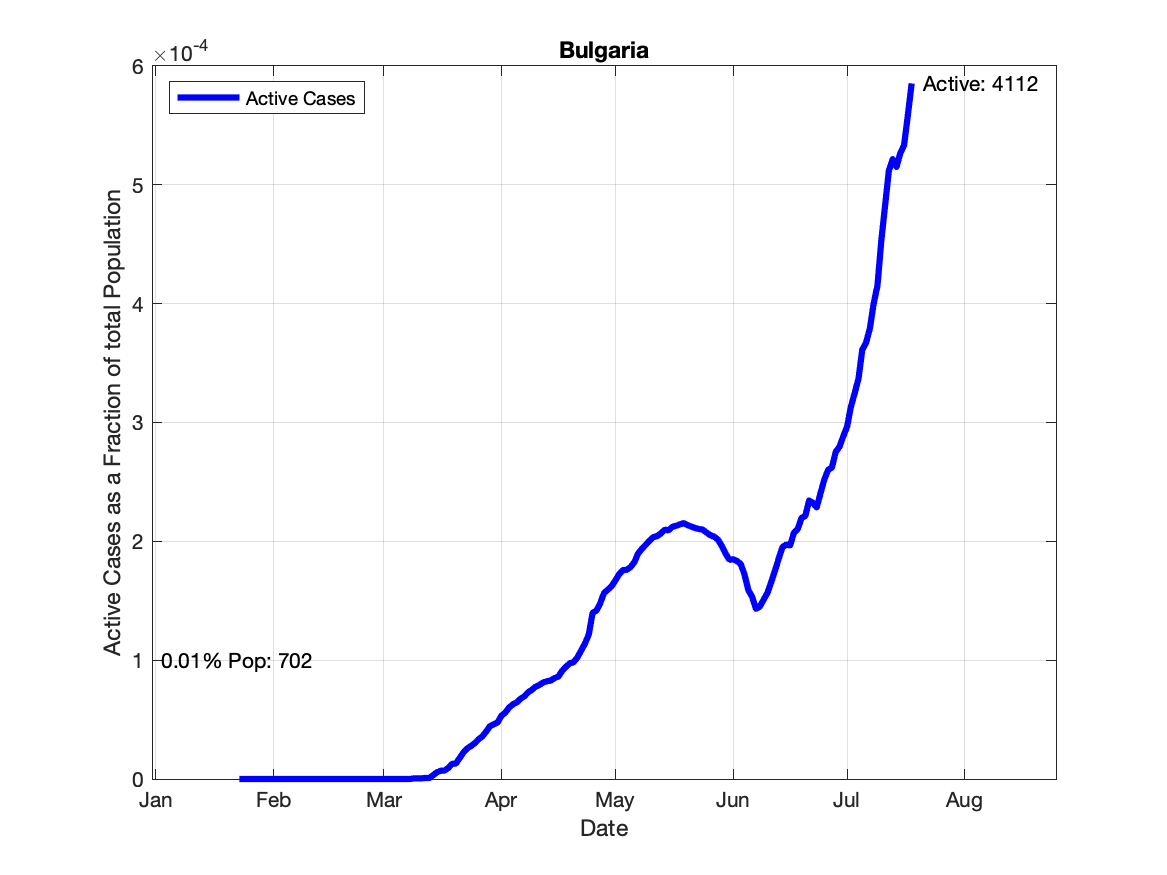 Bulgaria
×10-4
Active Cases
Active: 4112
6
5
4
3
2
1
0
0.01% Pop: 702
Active Cases as a Fraction of total Population
Jan Feb Mar Apr May Jun Jul Aug
Date